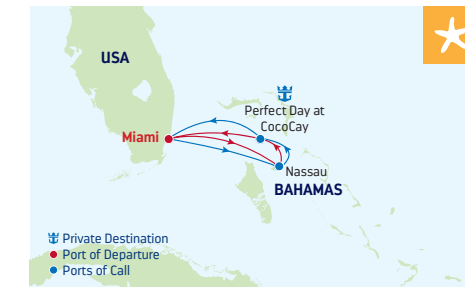 USA
Perfect Day at
CocoCay
Miami
Nassau
BAHAMAS
Private Destination
Port of Departure
Ports of Call